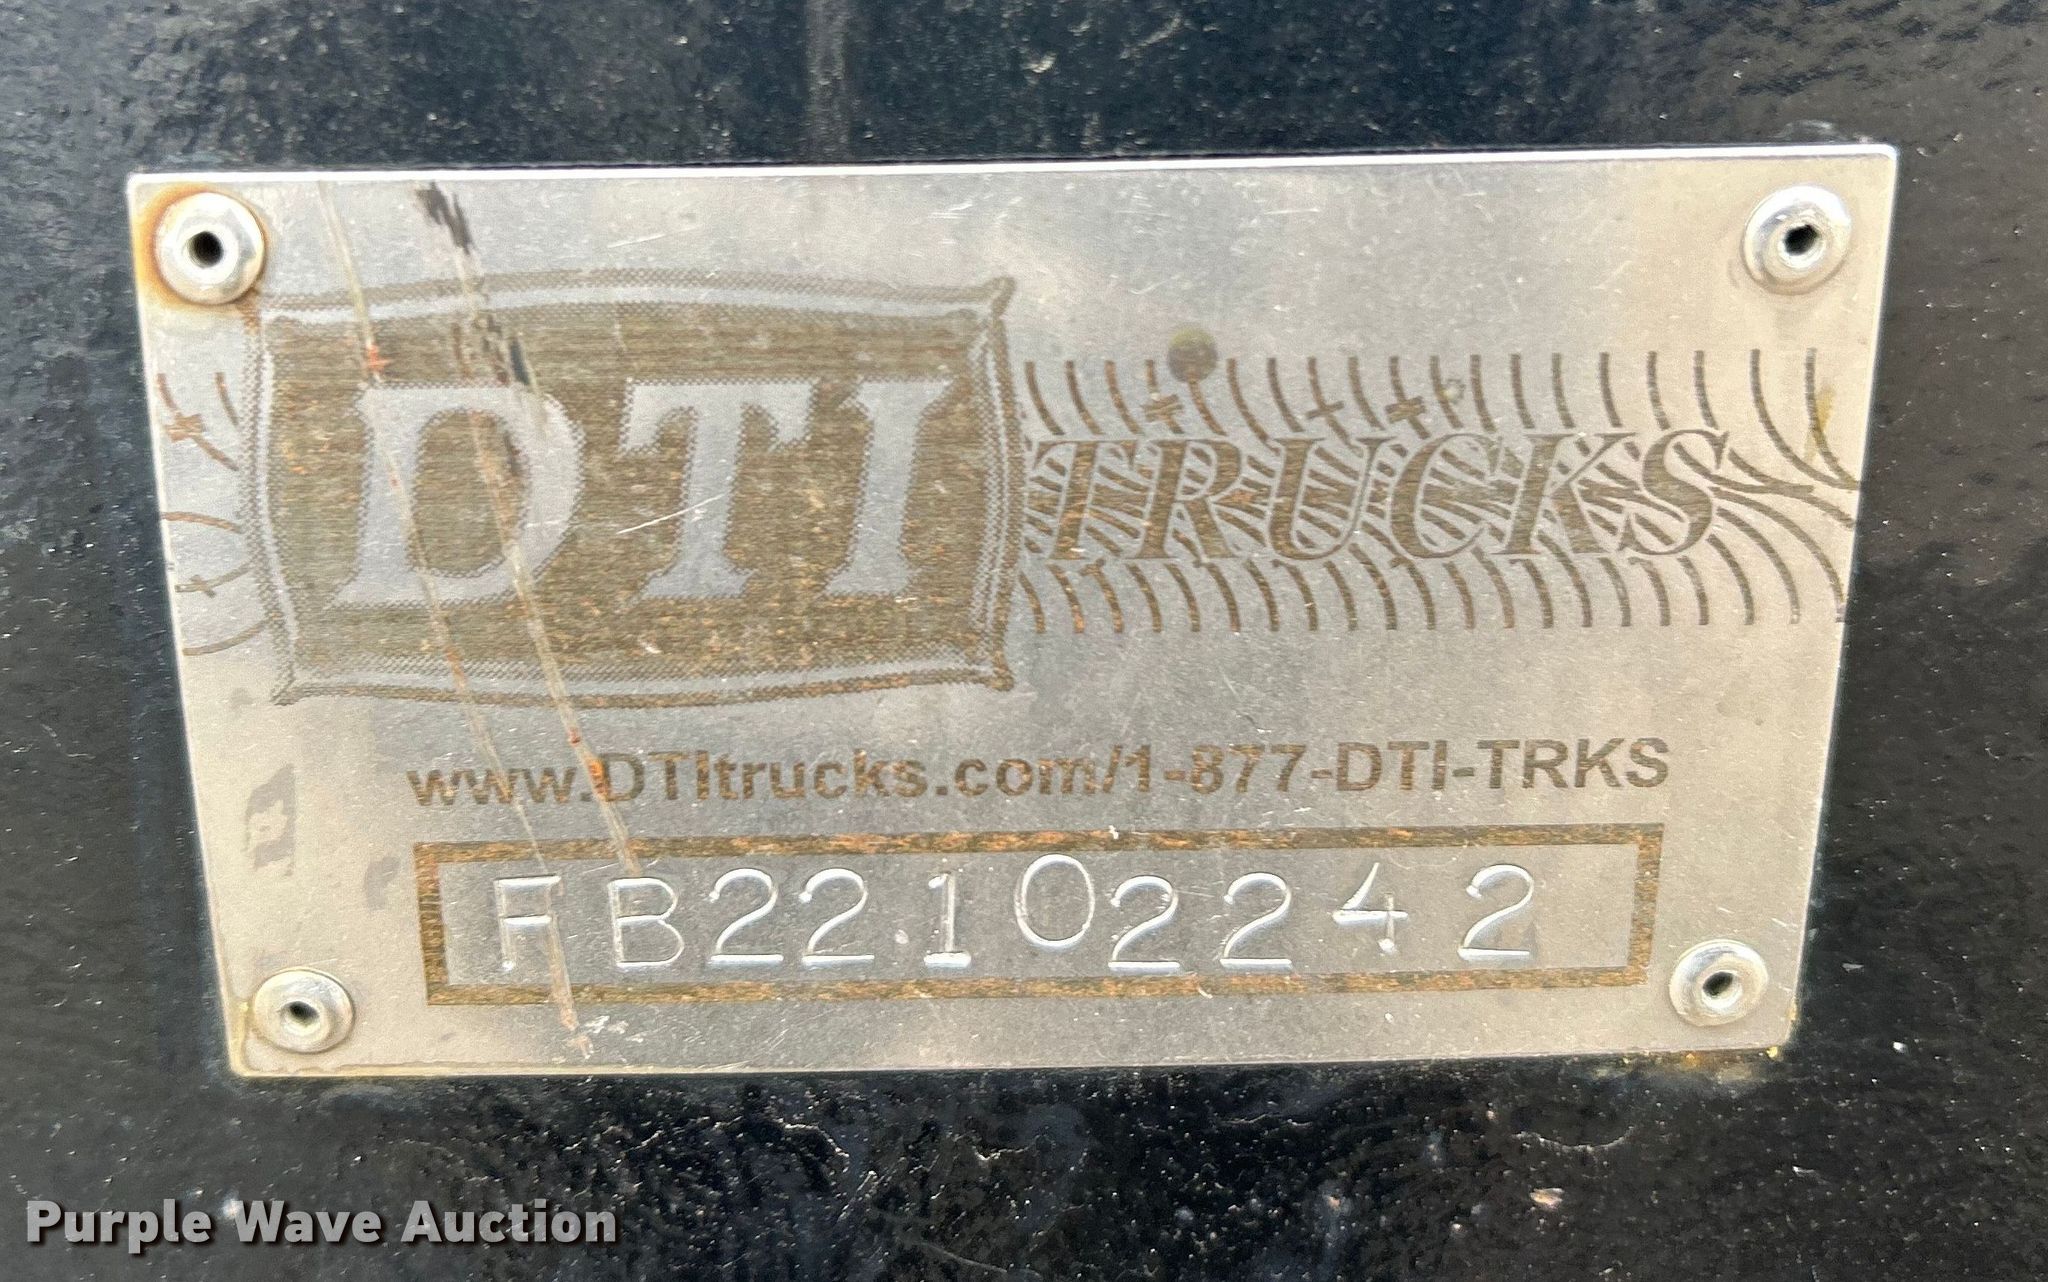 DTI TRUCKS
www.DTItrucks.com/1-877-DTI-TRKS
FB22102242
Purple Wave Auction